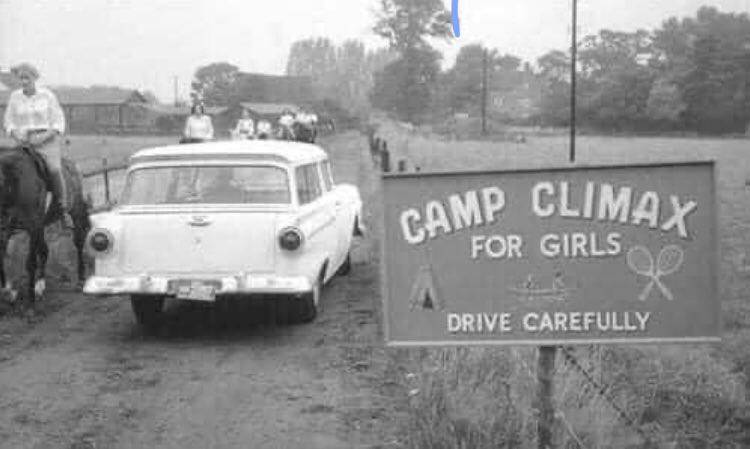 CAMP CLIMAX
FOR GIRLS
DRIVE CAREFULLY